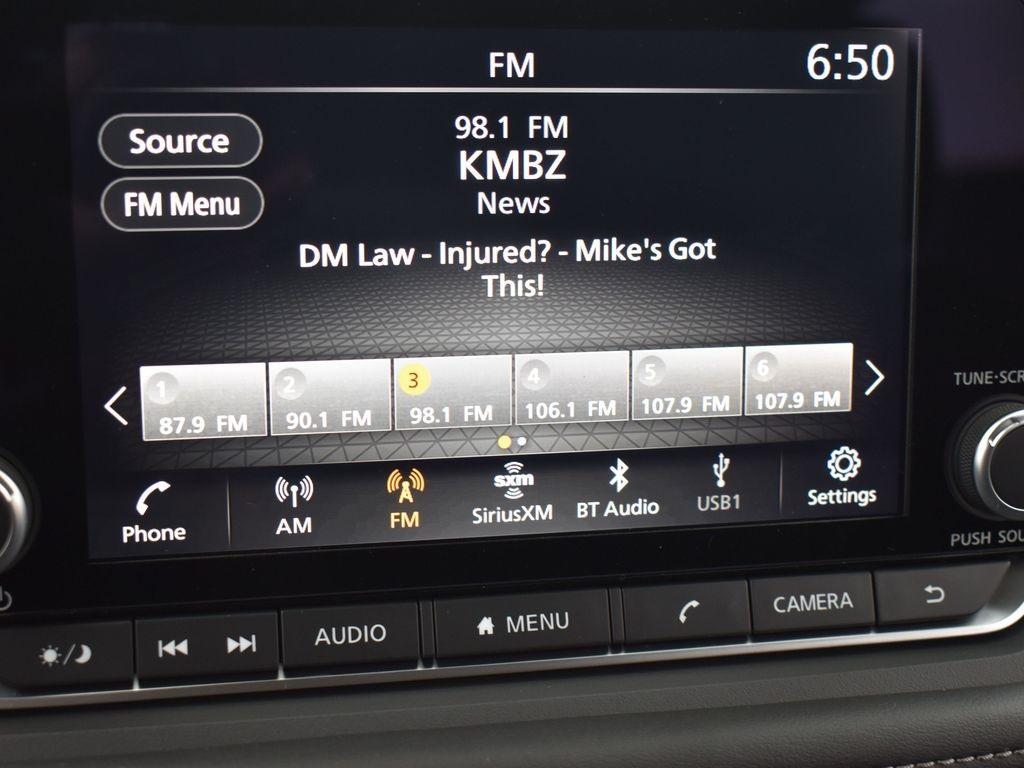 FM
6:50
Source
98.1 FM
KMBZ
FM Menu
News
DM Law - Injured? - Mike's Got
This!
1
2
3
4
5
6
87.9 FM
90.1 FM
98.1 FM
106.1 FM
107.9 FM
107.9 FM
TUNE·SCR
Phone
AM
FM
sxm
SiriusXM
BT Audio
USB1
Settings
PUSH SOU
AUDIO
MENU
CAMERA